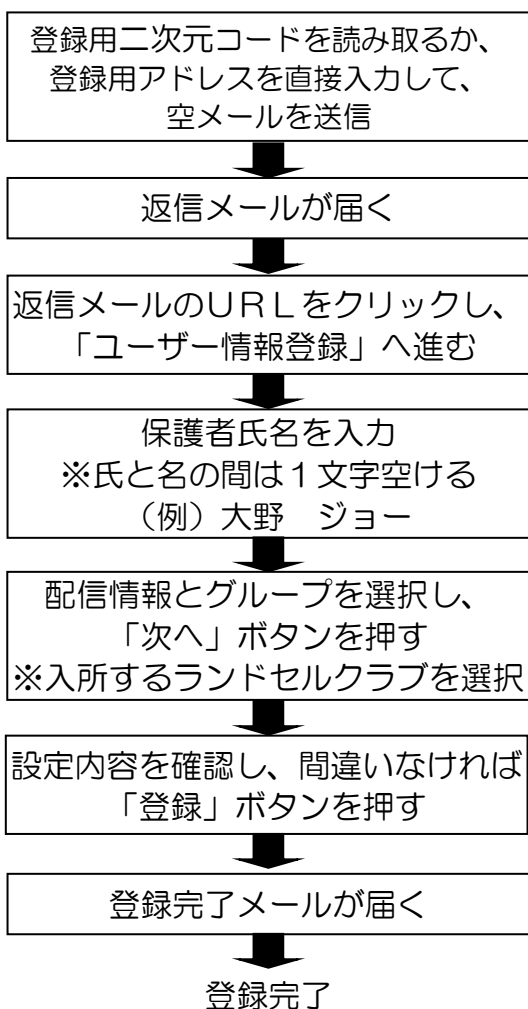 登録用二次元コードを読み取るか、
登録用アドレスを直接入力して、
空メールを送信
返信メールが届く
返信メールのＵＲＬをクリックし、
「ユーザー情報登録」へ進む
保護者氏名を入力
※氏と名の間は１文字空ける
（例）大野　ジョー
配信情報とグループを選択し、
「次へ」ボタンを押す
※入所するランドセルクラブを選択
設定内容を確認し、間違いなければ
「登録」ボタンを押す
登録完了メールが届く
登録完了